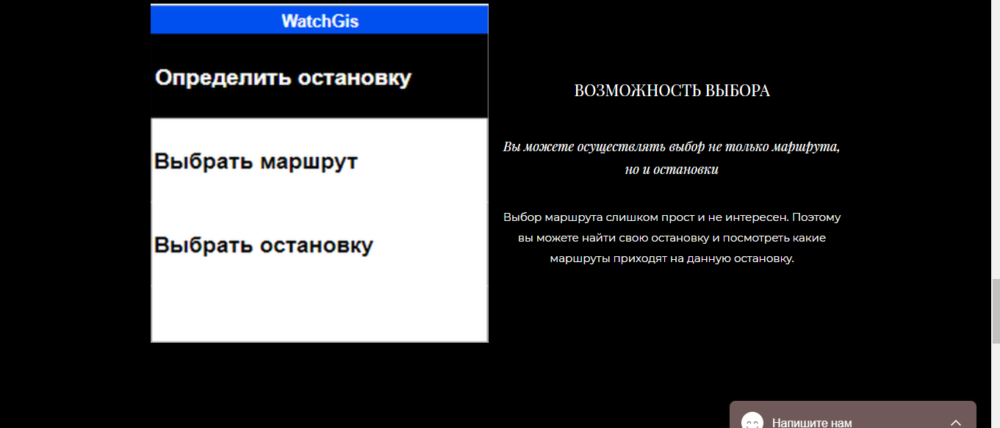 WatchGis
Определить остановку
Выбрать маршрут
Выбрать остановку
ВОЗМОЖНОСТЬ ВЫБОРА
Вы можете осуществлять выбор не только маршрута,
но и остановки
Выбор маршрута слишком прост и не интересен. Поэтому
вы можете найти свою остановку и посмотреть какие
маршруты приходят на данную остановку.
Напишите нам